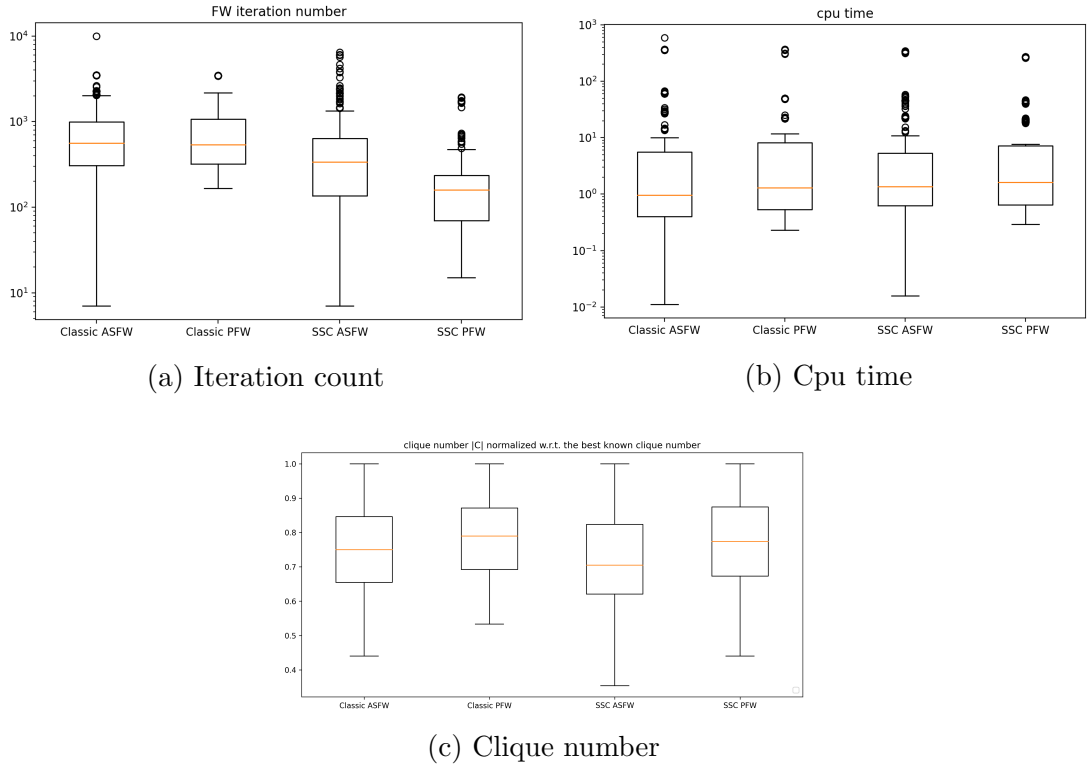 FW iteration number
10⁴
10³
10²
10¹
Classic ASFW Classic PFW SSC ASFW SSC PFW
(a) Iteration count
cpu time
10³
10²
10¹
10⁰
10⁻¹
10⁻²
Classic ASFW Classic PFW SSC ASFW SSC PFW
(b) Cpu time
clique number |C| normalized w.r.t. the best known clique number
1.0
0.9
0.8
0.7
0.6
0.5
0.4
Classic ASFW Classic PFW SSC ASFW SSC PFW
(c) Clique number